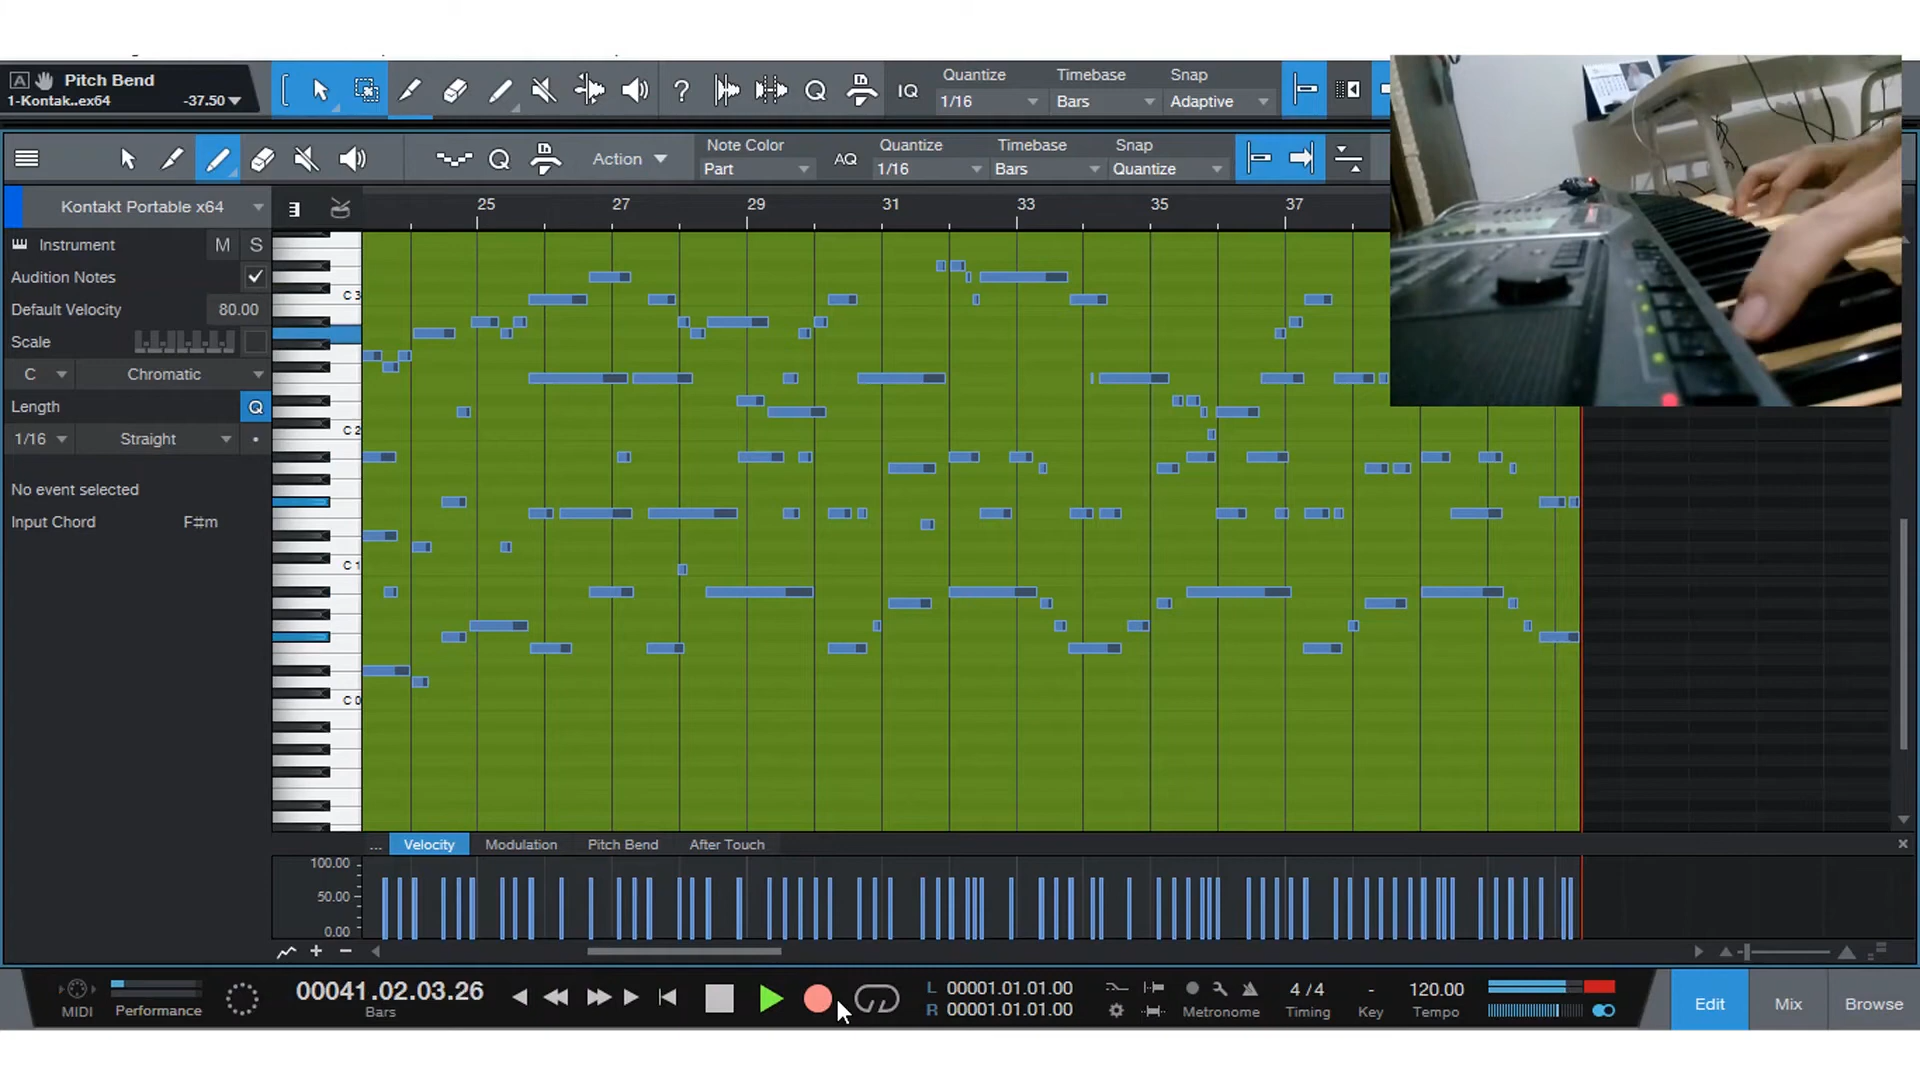 A Pitch Bend
1-Kontak..ex64 -37.50
Quantize Timebase Snap
? Q IQ 1/16 Bars Adaptive
Note Color Quantize Timebase Snap
Q Action Part AQ 1/16 Bars Quantize
Kontakt Portable x64
25 27 29 31 33 35 37
Instrument M S
Audition Notes
Default Velocity 80.00
Scale
C Chromatic
Length Q
1/16 Straight
No event selected
Input Chord F#m
C 3
C 2
C 1
C 0
... Velocity Modulation Pitch Bend After Touch
100.00
50.00
0.00
MIDI Performance
00041.02.03.26
Bars
L 00001.01.01.00
R 00001.01.01.00
Metronome
4 / 4
Timing
-
Key
120.00
Tempo
Edit Mix Browse